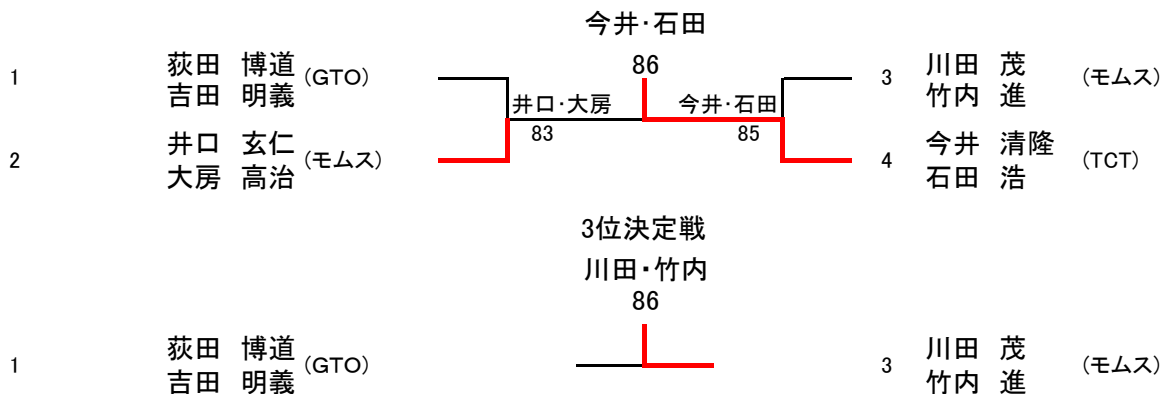 今井・石田
86
1 荻田 博道 (GTO)
吉田 明義
3 川田 茂 (モムス)
竹内 進
井口・大房 今井・石田
83 85
2 井口 玄仁 (モムス)
大房 高治
4 今井 清隆 (TCT)
石田 浩
3位決定戦
川田・竹内
86
1 荻田 博道 (GTO)
吉田 明義
3 川田 茂 (モムス)
竹内 進